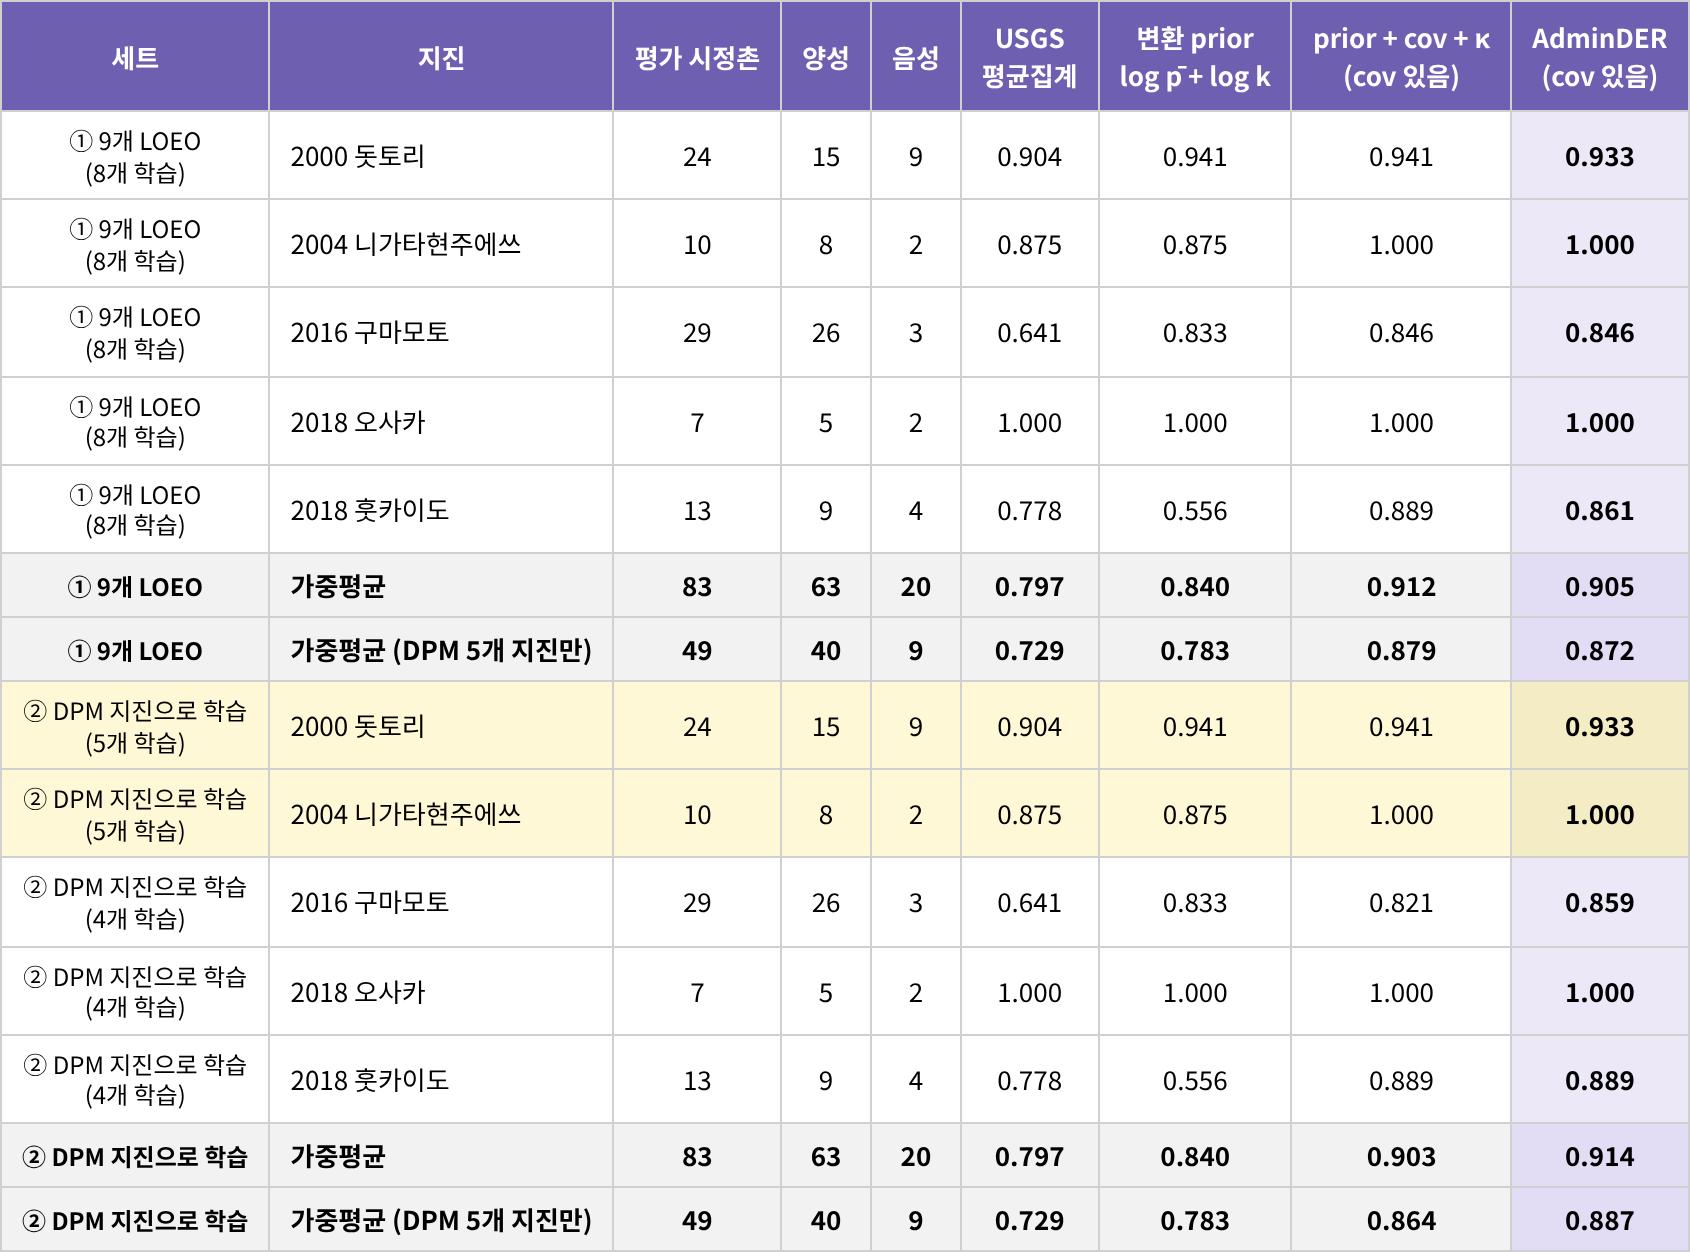 세트 | 지진 | 평가 시정촌 | 양성 | 음성 | USGS 평균집계 | 변환 prior log p̄ + log k | prior + cov + κ (cov 있음) | AdminDER (cov 있음)
① 9개 LOEO (8개 학습) | 2000 돗토리 | 24 | 15 | 9 | 0.904 | 0.941 | 0.941 | 0.933
① 9개 LOEO (8개 학습) | 2004 니가타현주에쓰 | 10 | 8 | 2 | 0.875 | 0.875 | 1.000 | 1.000
① 9개 LOEO (8개 학습) | 2016 구마모토 | 29 | 26 | 3 | 0.641 | 0.833 | 0.846 | 0.846
① 9개 LOEO (8개 학습) | 2018 오사카 | 7 | 5 | 2 | 1.000 | 1.000 | 1.000 | 1.000
① 9개 LOEO (8개 학습) | 2018 홋카이도 | 13 | 9 | 4 | 0.778 | 0.556 | 0.889 | 0.861
① 9개 LOEO | 가중평균 | 83 | 63 | 20 | 0.797 | 0.840 | 0.912 | 0.905
① 9개 LOEO | 가중평균 (DPM 5개 지진만) | 49 | 40 | 9 | 0.729 | 0.783 | 0.879 | 0.872
② DPM 지진으로 학습 (5개 학습) | 2000 돗토리 | 24 | 15 | 9 | 0.904 | 0.941 | 0.941 | 0.933
② DPM 지진으로 학습 (5개 학습) | 2004 니가타현주에쓰 | 10 | 8 | 2 | 0.875 | 0.875 | 1.000 | 1.000
② DPM 지진으로 학습 (4개 학습) | 2016 구마모토 | 29 | 26 | 3 | 0.641 | 0.833 | 0.821 | 0.859
② DPM 지진으로 학습 (4개 학습) | 2018 오사카 | 7 | 5 | 2 | 1.000 | 1.000 | 1.000 | 1.000
② DPM 지진으로 학습 (4개 학습) | 2018 홋카이도 | 13 | 9 | 4 | 0.778 | 0.556 | 0.889 | 0.889
② DPM 지진으로 학습 | 가중평균 | 83 | 63 | 20 | 0.797 | 0.840 | 0.903 | 0.914
② DPM 지진으로 학습 | 가중평균 (DPM 5개 지진만) | 49 | 40 | 9 | 0.729 | 0.783 | 0.864 | 0.887